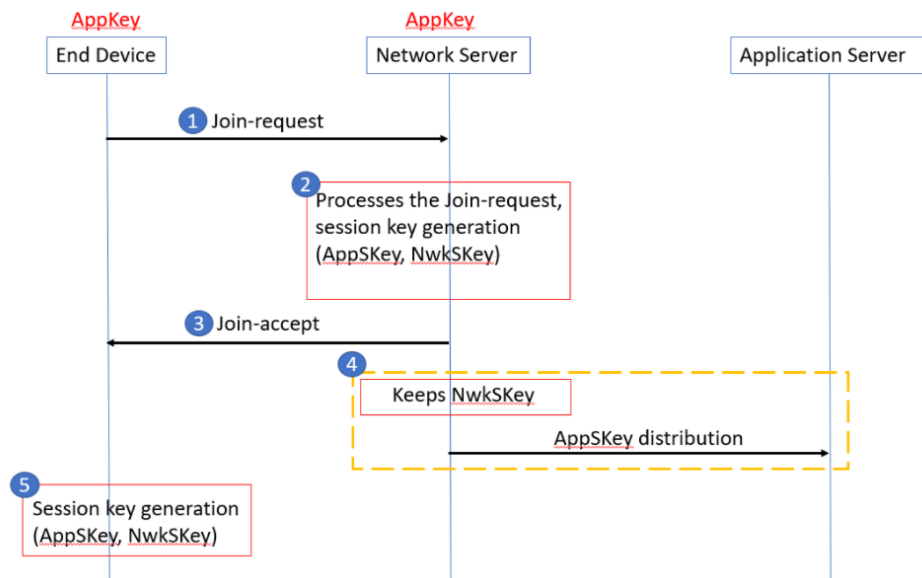 AppKey
AppKey
End Device
Network Server
Application Server
1 Join-request
2
Processes the Join-request,
session key generation
(AppSKey, NwkSKey)
3 Join-accept
4
Keeps NwkSKey
AppSKey distribution
5
Session key generation
(AppSKey, NwkSKey)